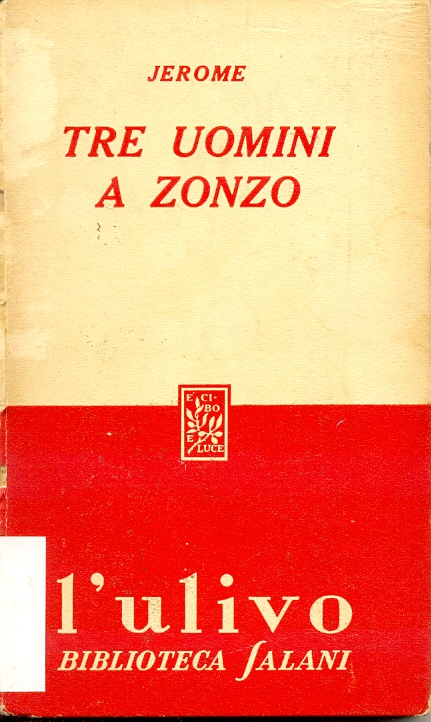 JEROME
TRE UOMINI
A ZONZO
E CI-
BO
E
LUCE
l'ulivo
BIBLIOTECA SALANI